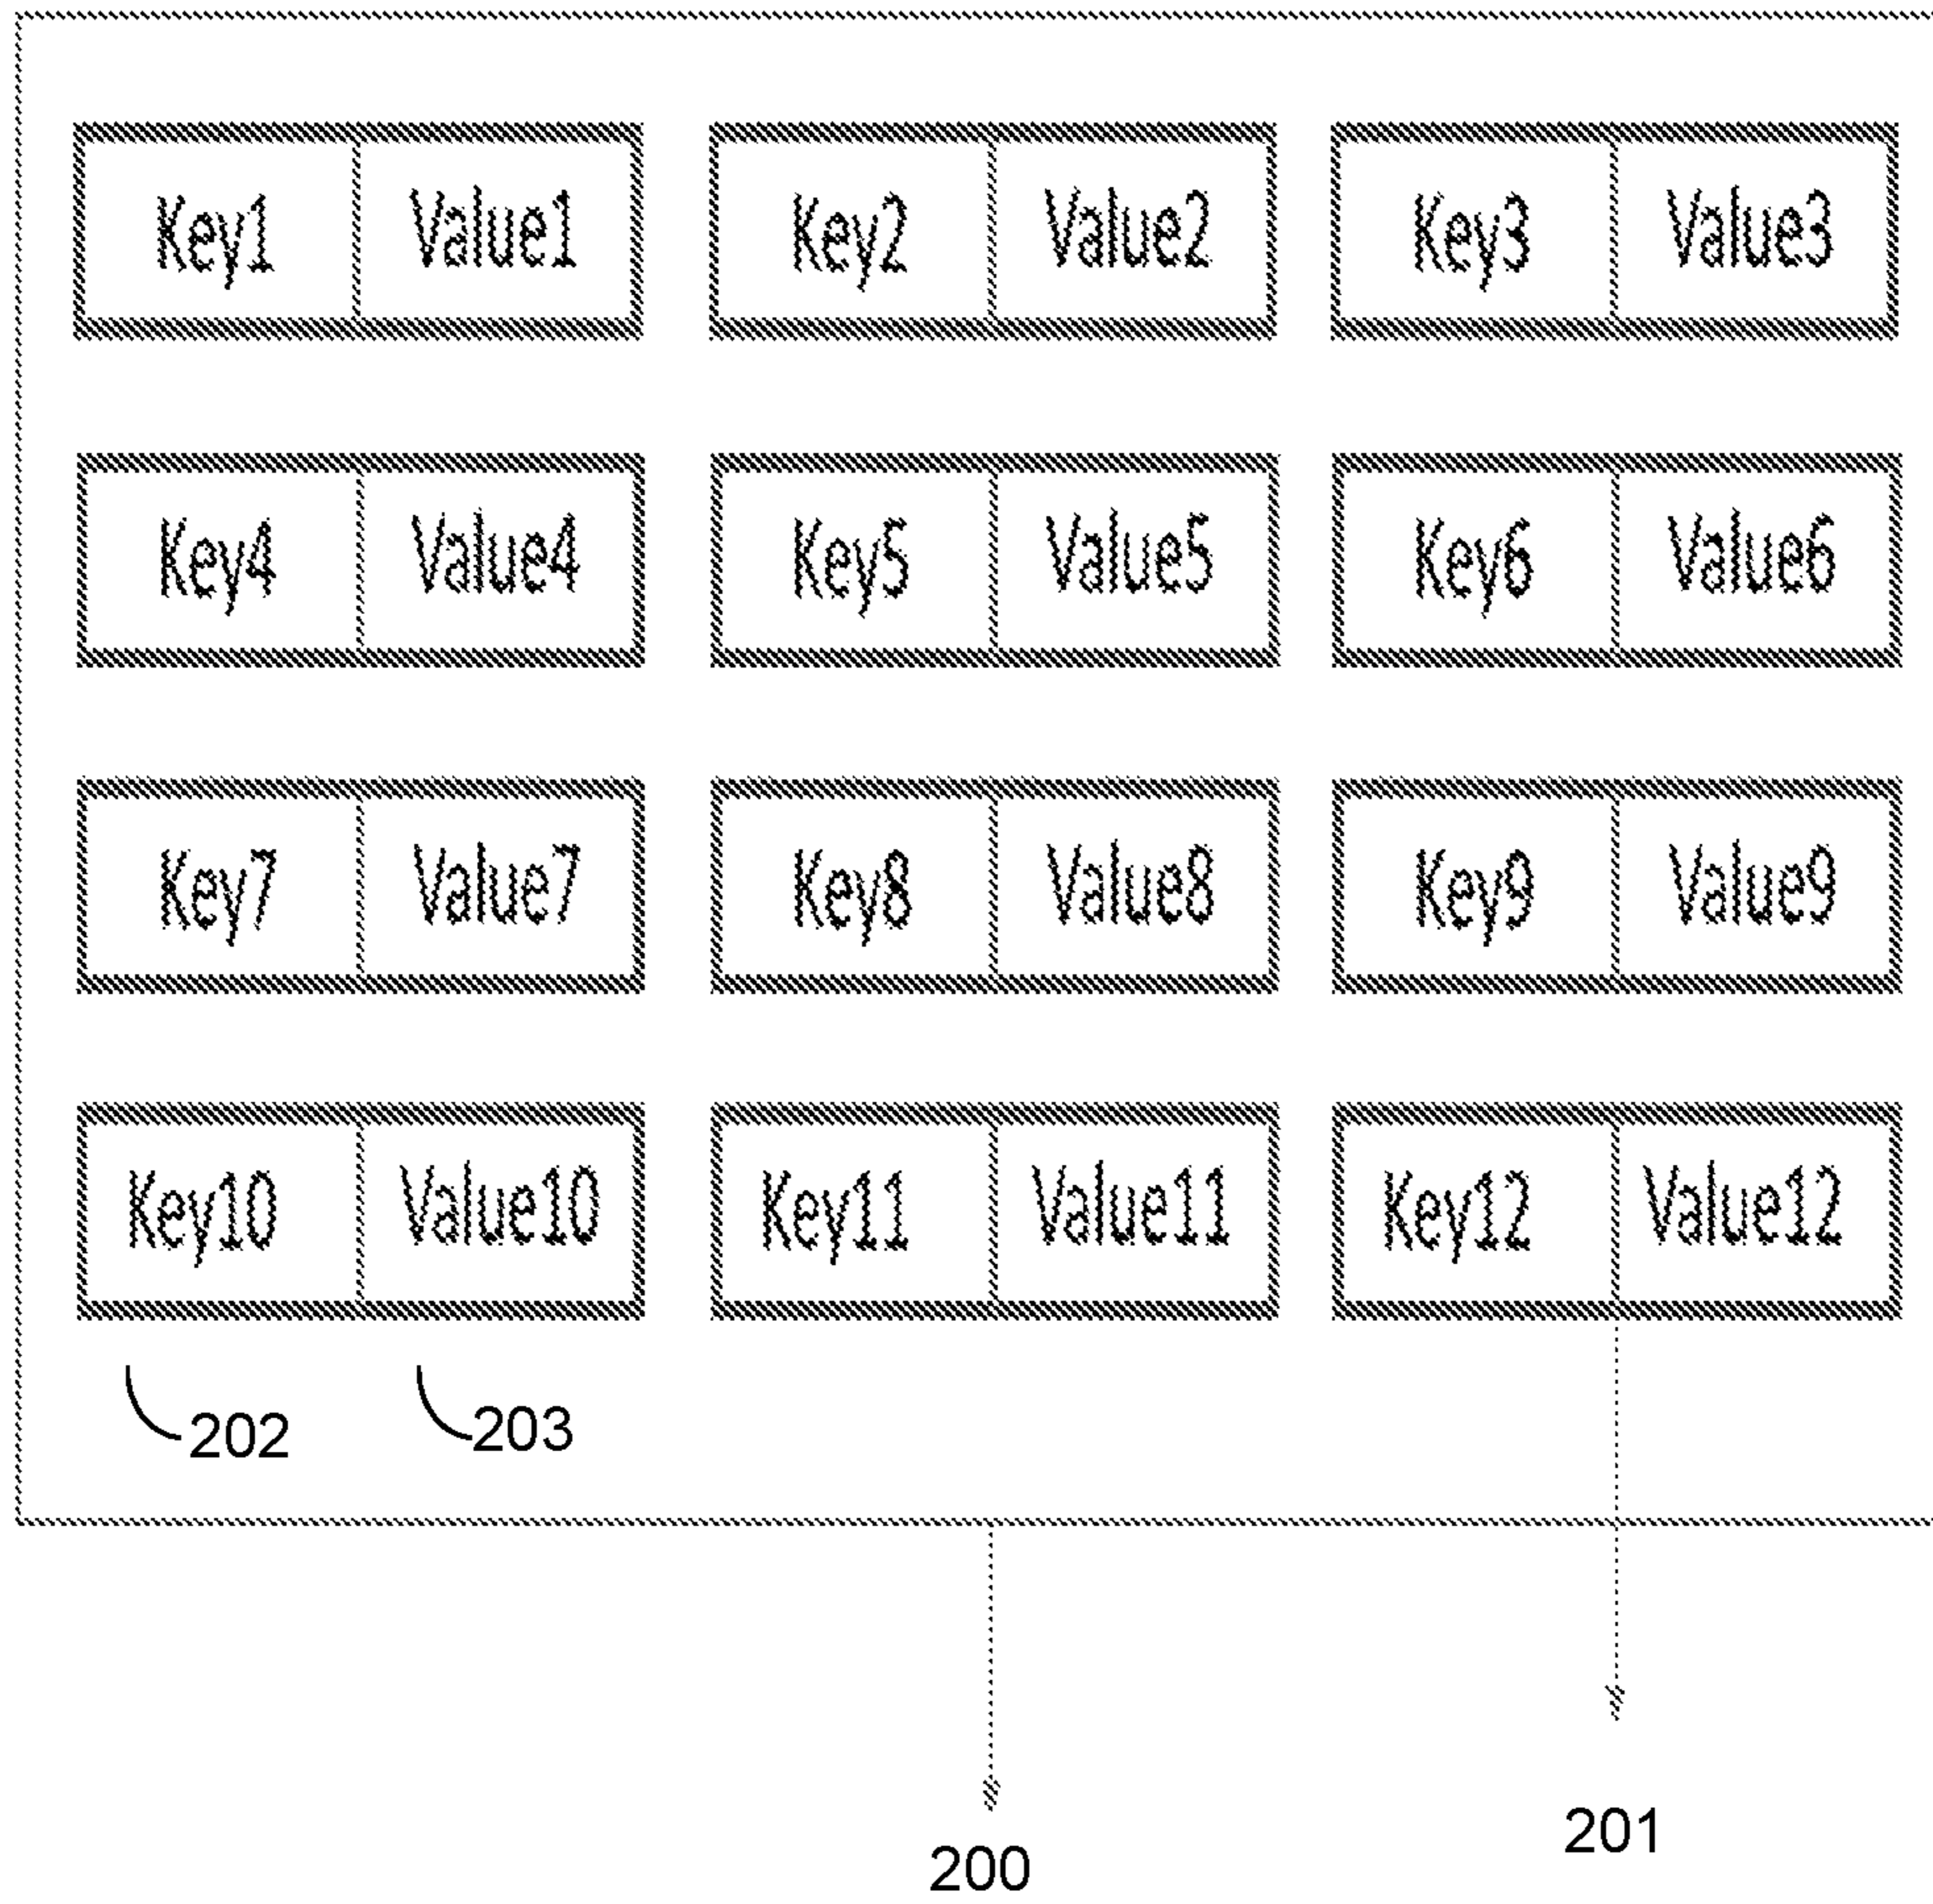 Key1 Value1 Key2 Value2 Key3 Value3
Key4 Value4 Key5 Value5 Key6 Value6
Key7 Value7 Key8 Value8 Key9 Value9
Key10 Value10 Key11 Value11 Key12 Value12
202 203
201
200